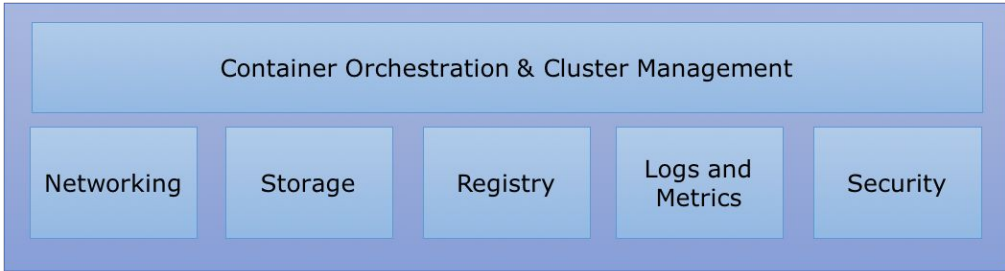 Container Orchestration & Cluster Management
Networking
Storage
Registry
Logs and
Metrics
Security